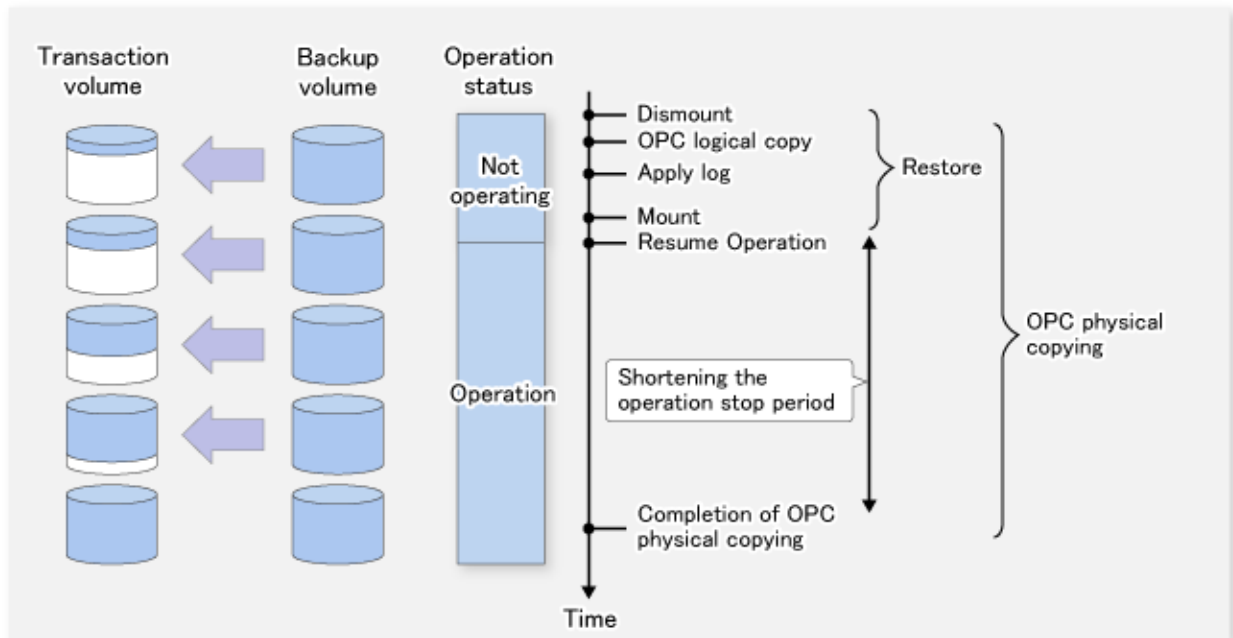 Transaction
volume
Backup
volume
Operation
status
Not
operating
Operation
Dismount
OPC logical copy
Apply log
Mount
Resume Operation
Restore
Shortening the
operation stop period
OPC physical
copying
Completion of OPC
physical copying
Time